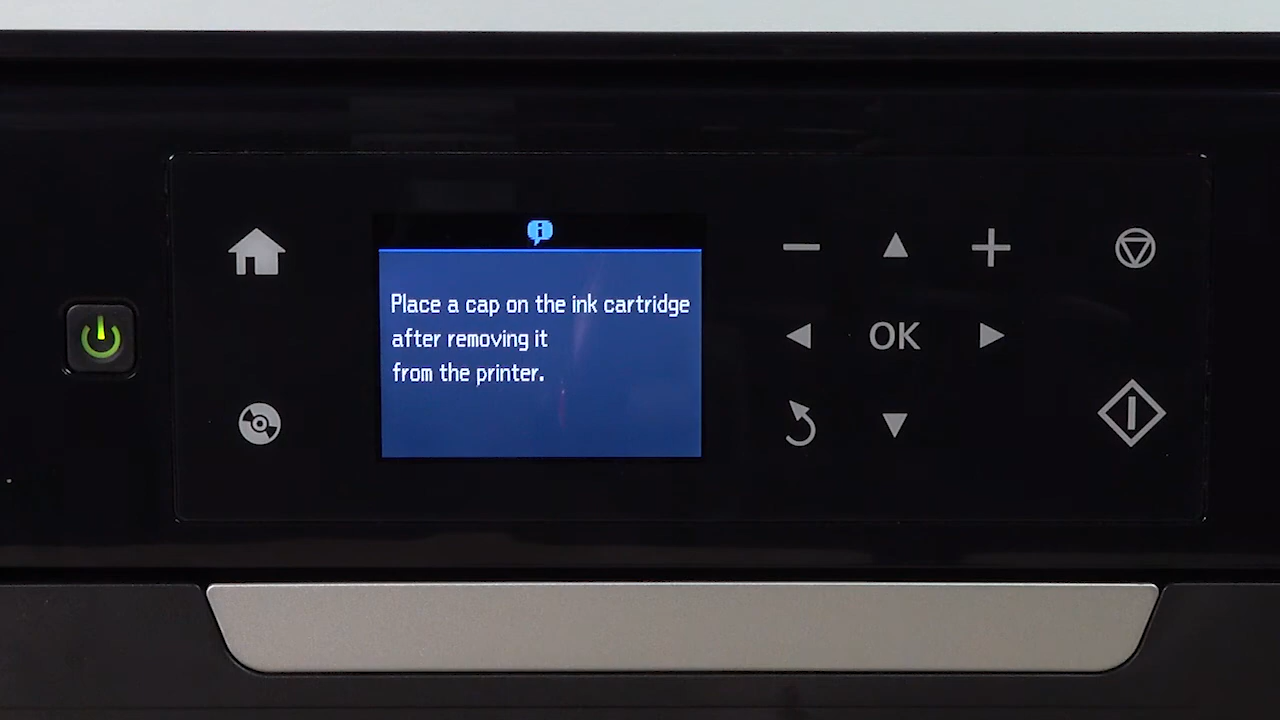 Place a cap on the ink cartridge
after removing it
from the printer.
OK